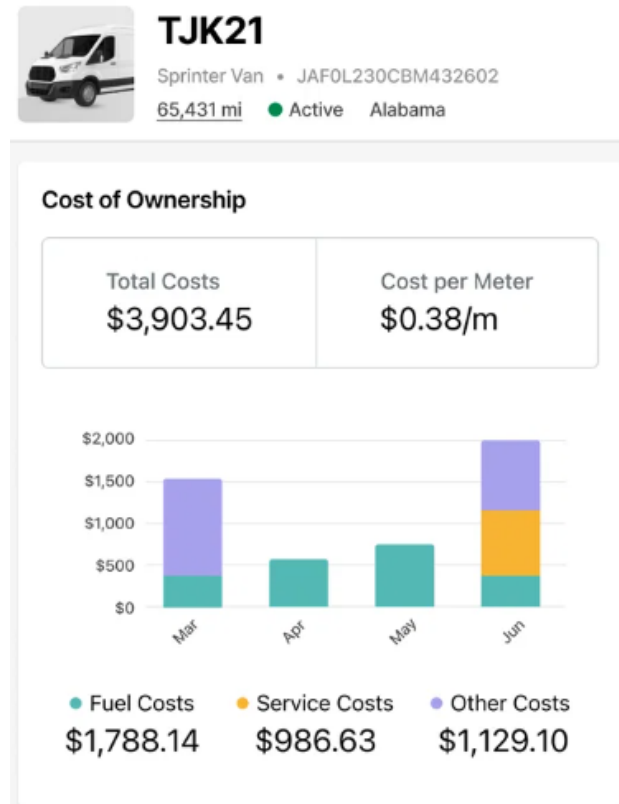 TJK21
Sprinter Van • JAF0L230CBM432602
65,431 mi Active Alabama
Cost of Ownership
Total Costs Cost per Meter
$3,903.45 $0.38/m
$2,000
$1,500
$1,000
$500
$0
Mar Apr May Jun
Fuel Costs Service Costs Other Costs
$1,788.14 $986.63 $1,129.10